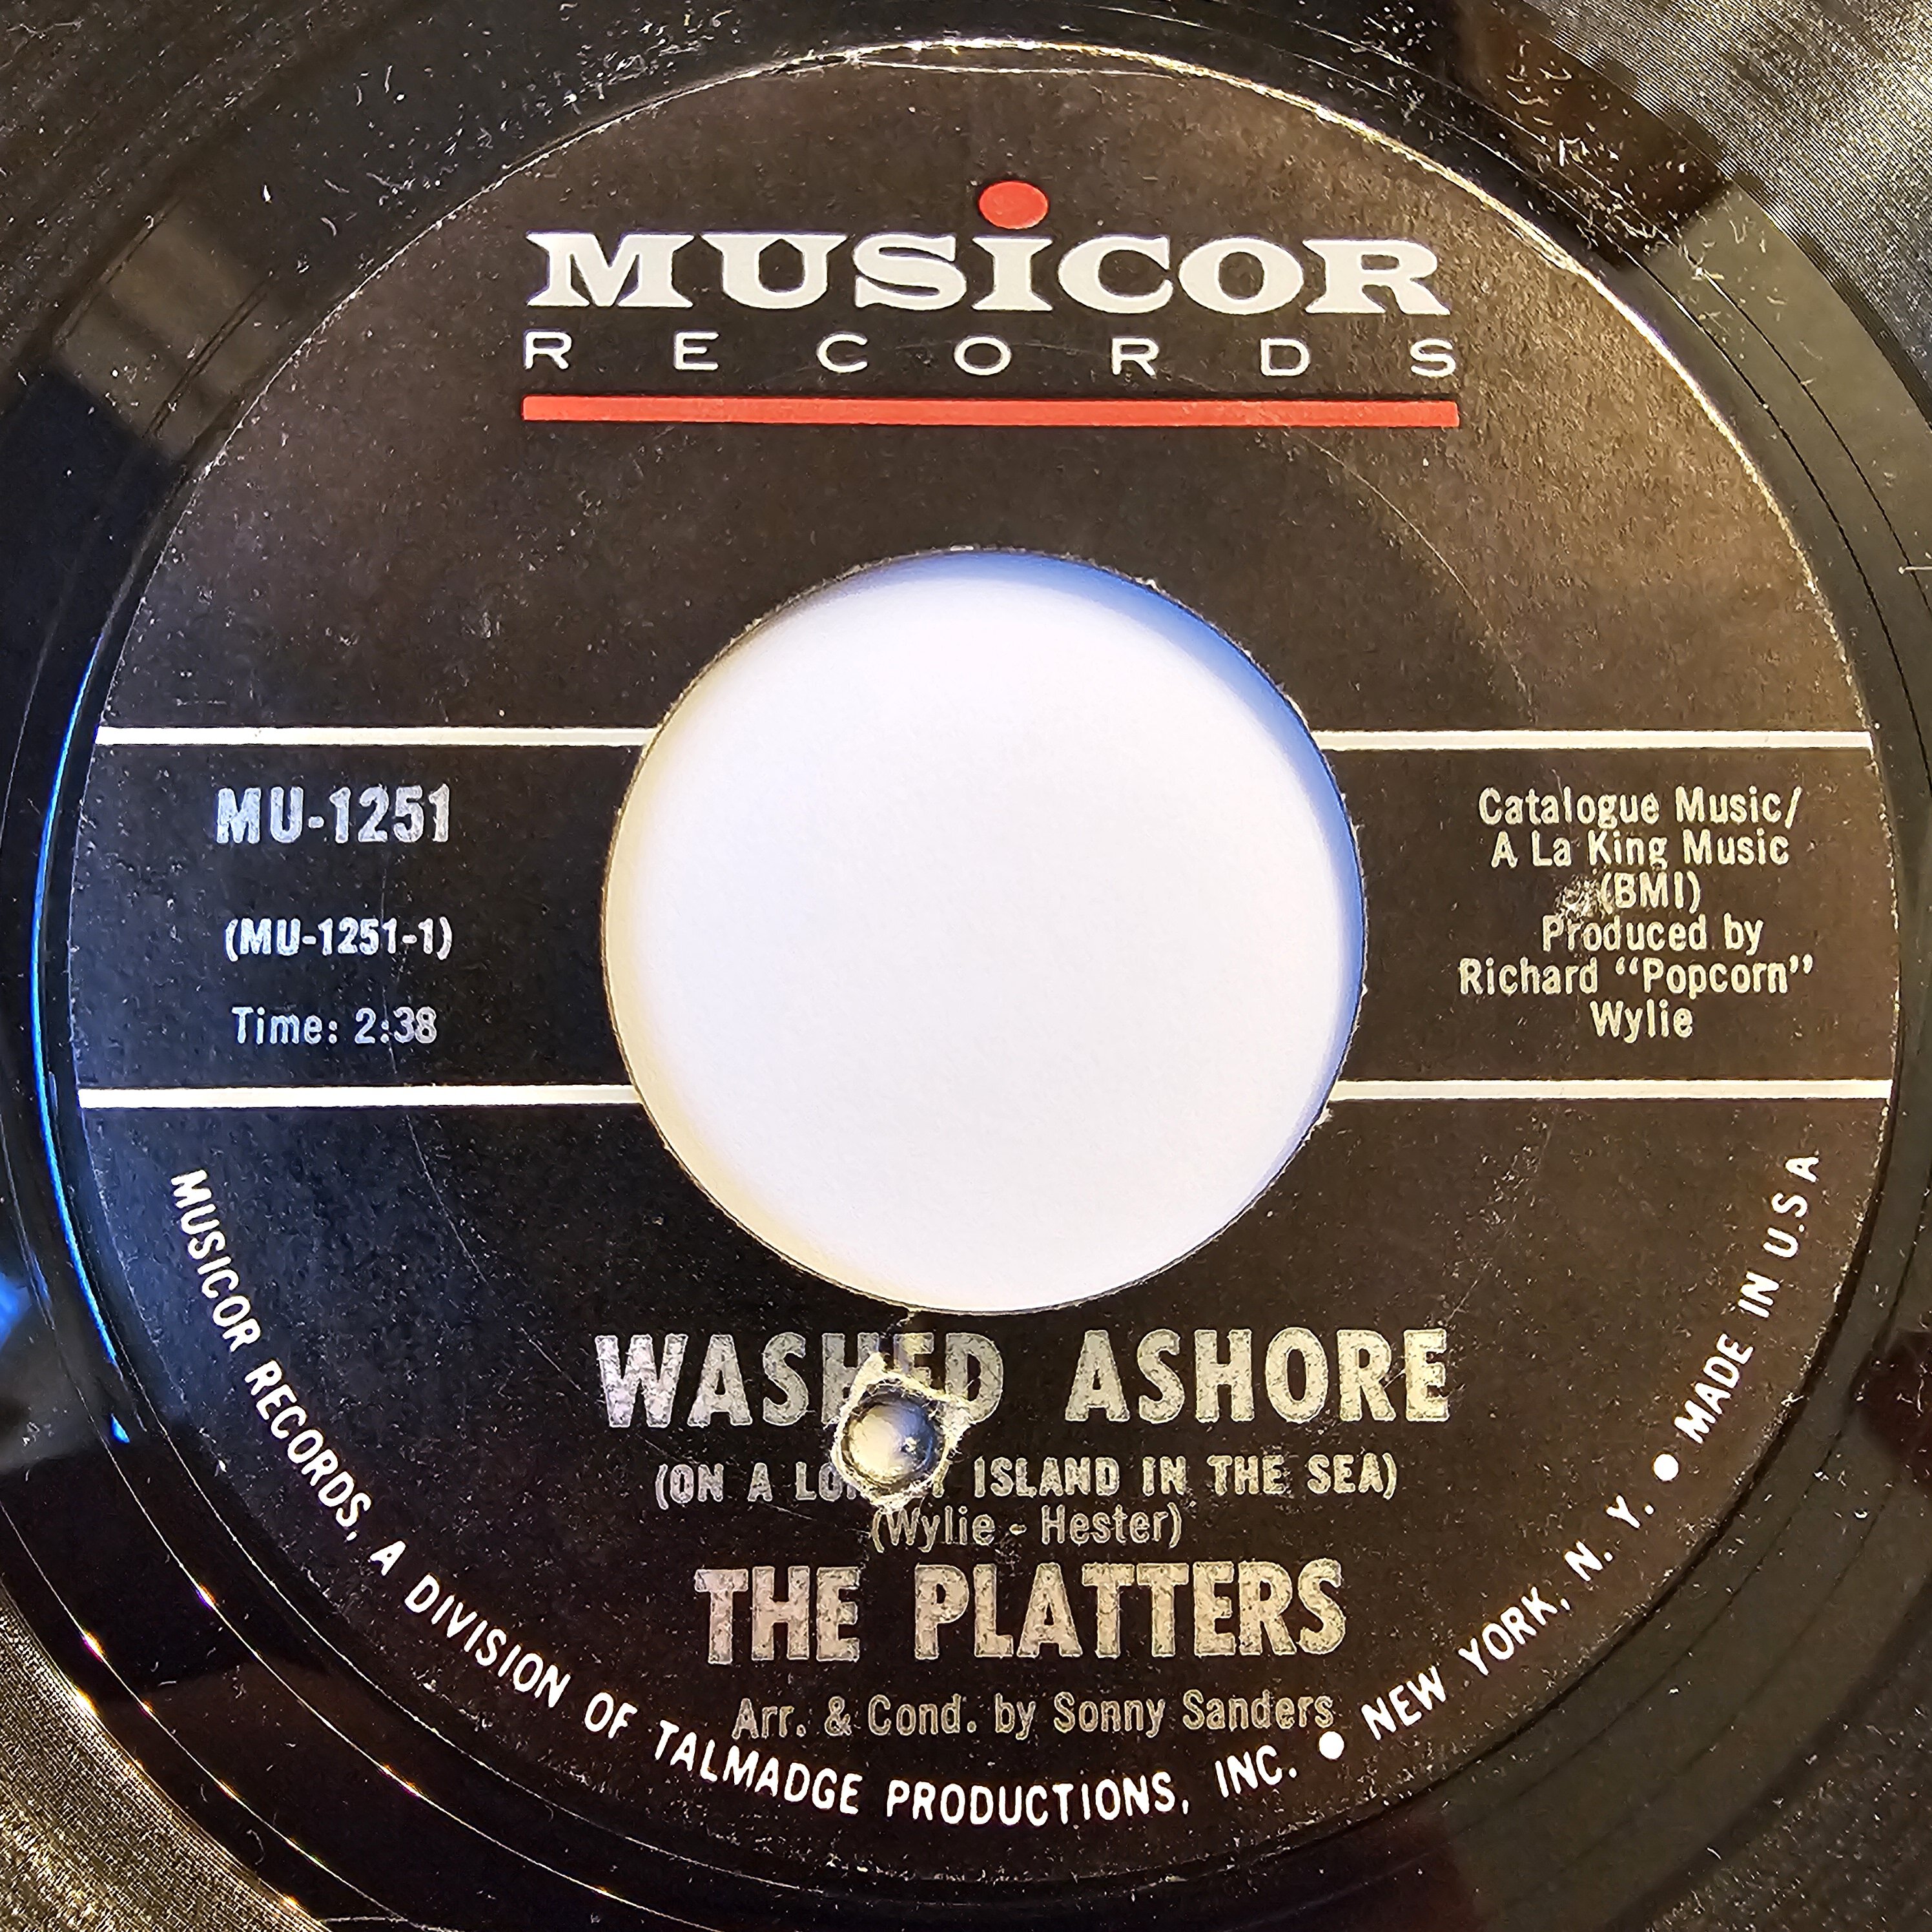 MUSiCOR
RECORDS
MU-1251
(MU-1251-1)
Time: 2:38
Catalogue Music/
A La King Music
(BMI)
Produced by
Richard “Popcorn”
Wylie
WASHED ASHORE
(ON A ISLAND IN THE SEA)
(Wylie - Hester)
THE PLATTERS
Arr. & Cond. by Sonny Sanders
MUSICOR RECORDS, A DIVISION OF TALMADGE PRODUCTIONS, INC. ● NEW YORK, N. Y. ● MADE IN U.S.A